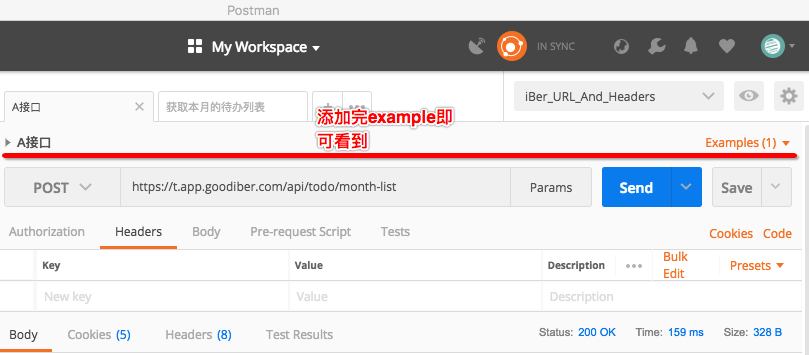 Postman
My Workspace
IN SYNC
A接口
获取本月的待办列表
iBer_URL_And_Headers
添加完example即
可看到
A接口
Examples (1)
POST
https://t.app.goodiber.com/api/todo/month-list
Params
Send
Save
Authorization
Headers
Body
Pre-request Script
Tests
Cookies
Code
Key
Value
Description
Bulk
Edit
Presets
New key
Value
Description
Body
Cookies (5)
Headers (8)
Test Results
Status: 200 OK
Time: 159 ms
Size: 328 B